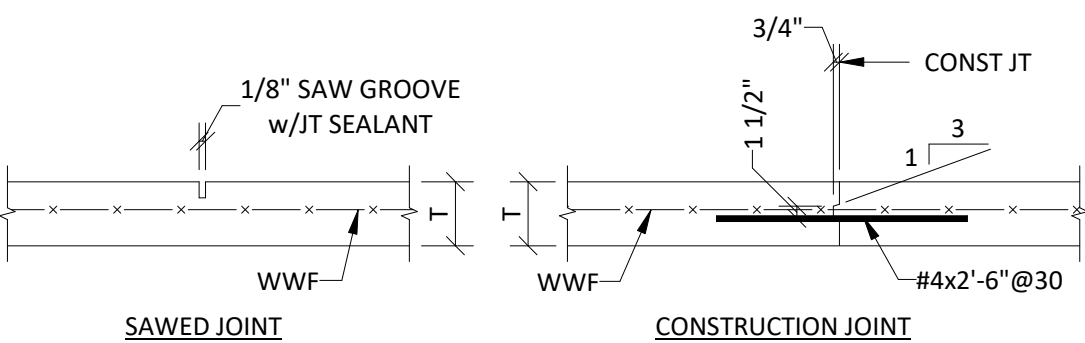 1/8" SAW GROOVE
w/JT SEALANT
T
WWF
SAWED JOINT
3/4"
CONST JT
1 1/2"
3
1
T
WWF
#4x2'-6"@30
CONSTRUCTION JOINT